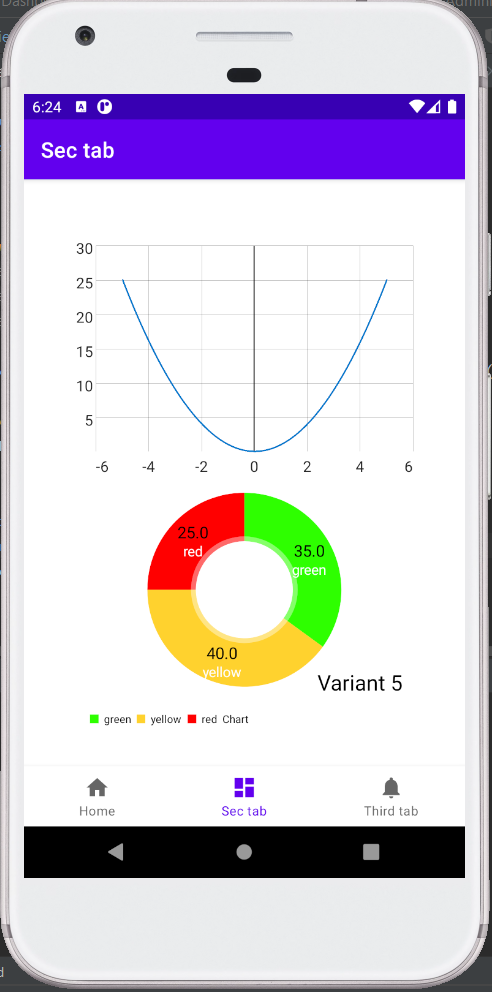 6:24
Sec tab
30
25
20
15
10
5
-6 -4 -2 0 2 4 6
25.0
red
35.0
green
40.0
yellow
Variant 5
green yellow red Chart
Home Sec tab Third tab